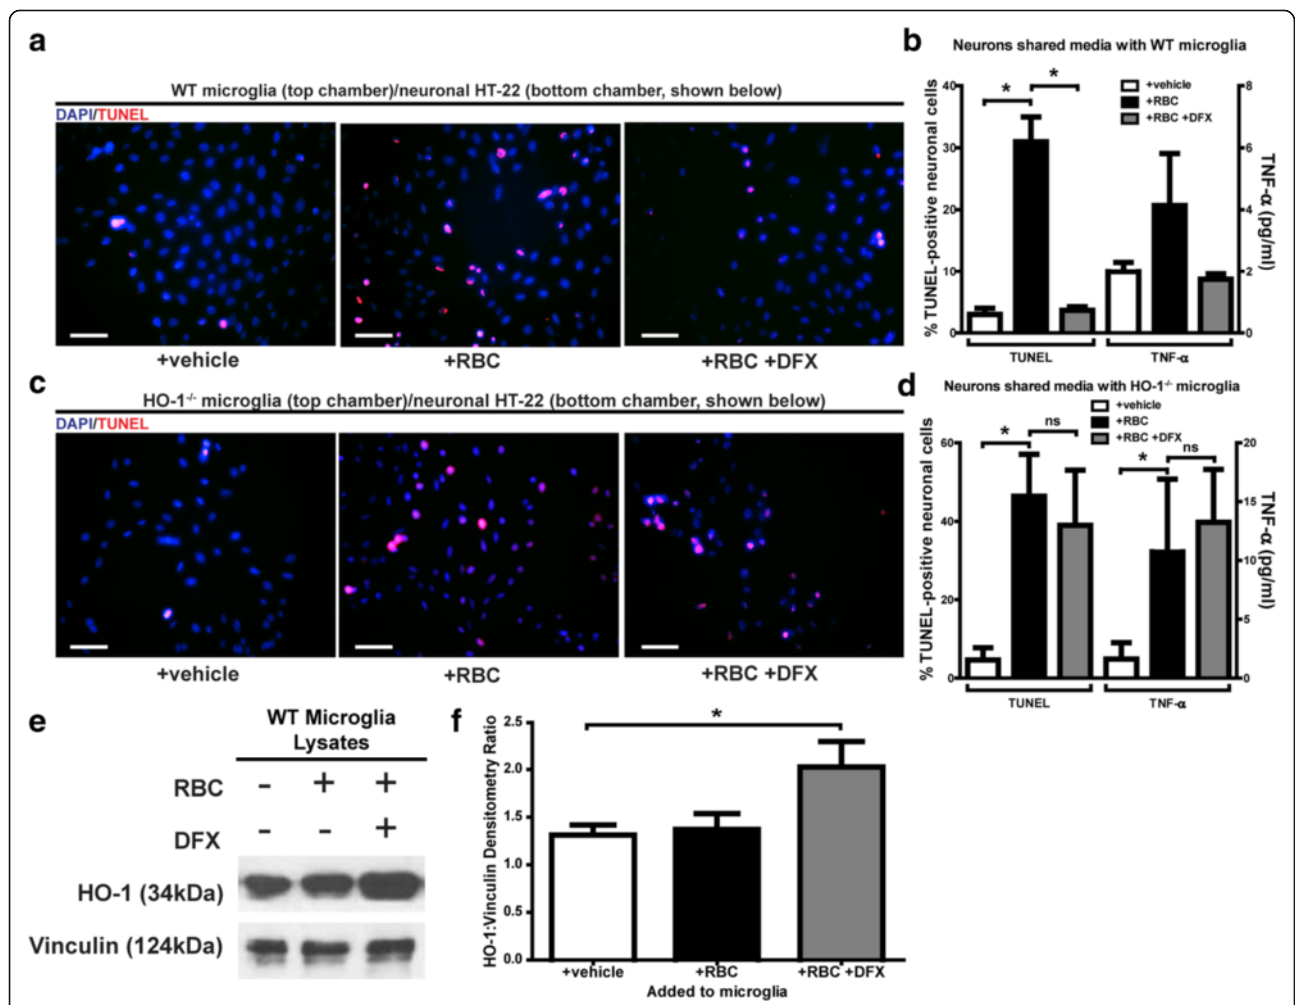 a
WT microglia (top chamber)/neuronal HT-22 (bottom chamber, shown below)
DAPI/TUNEL
+vehicle
+RBC
+RBC +DFX
b
Neurons shared media with WT microglia
+vehicle
+RBC
+RBC +DFX
* *
% TUNEL-positive neuronal cells
40
30
20
10
0
TNF-α (pg/ml)
8
6
4
2
0
TUNEL
TNF-α
c
HO-1-/- microglia (top chamber)/neuronal HT-22 (bottom chamber, shown below)
DAPI/TUNEL
+vehicle
+RBC
+RBC +DFX
d
Neurons shared media with HO-1-/- microglia
+vehicle
+RBC
+RBC +DFX
* ns
* ns
% TUNEL-positive neuronal cells
60
40
20
0
TNF-α (pg/ml)
20
15
10
5
0
TUNEL
TNF-α
e
WT Microglia
Lysates
RBC - + +
DFX - - +
HO-1 (34kDa)
Vinculin (124kDa)
f
*
HO-1:Vinculin Densitometry Ratio
2.5
2.0
1.5
1.0
0.5
0.0
+vehicle
+RBC
+RBC +DFX
Added to microglia